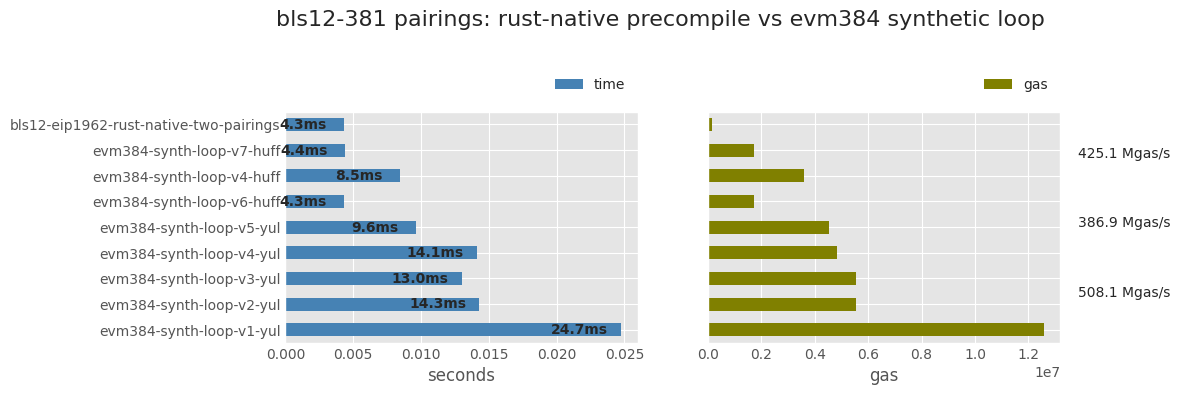 bls12-381 pairings: rust-native precompile vs evm384 synthetic loop
time
gas
bls12-eip1962-rust-native-two-pairings
4.3ms
evm384-synth-loop-v7-huff
4.4ms
evm384-synth-loop-v4-huff
8.5ms
evm384-synth-loop-v6-huff
4.3ms
evm384-synth-loop-v5-yul
9.6ms
evm384-synth-loop-v4-yul
14.1ms
evm384-synth-loop-v3-yul
13.0ms
evm384-synth-loop-v2-yul
14.3ms
evm384-synth-loop-v1-yul
24.7ms
0.000 0.005 0.010 0.015 0.020 0.025
seconds
425.1 Mgas/s
386.9 Mgas/s
508.1 Mgas/s
0.0 0.2 0.4 0.6 0.8 1.0 1.2
1e7
gas